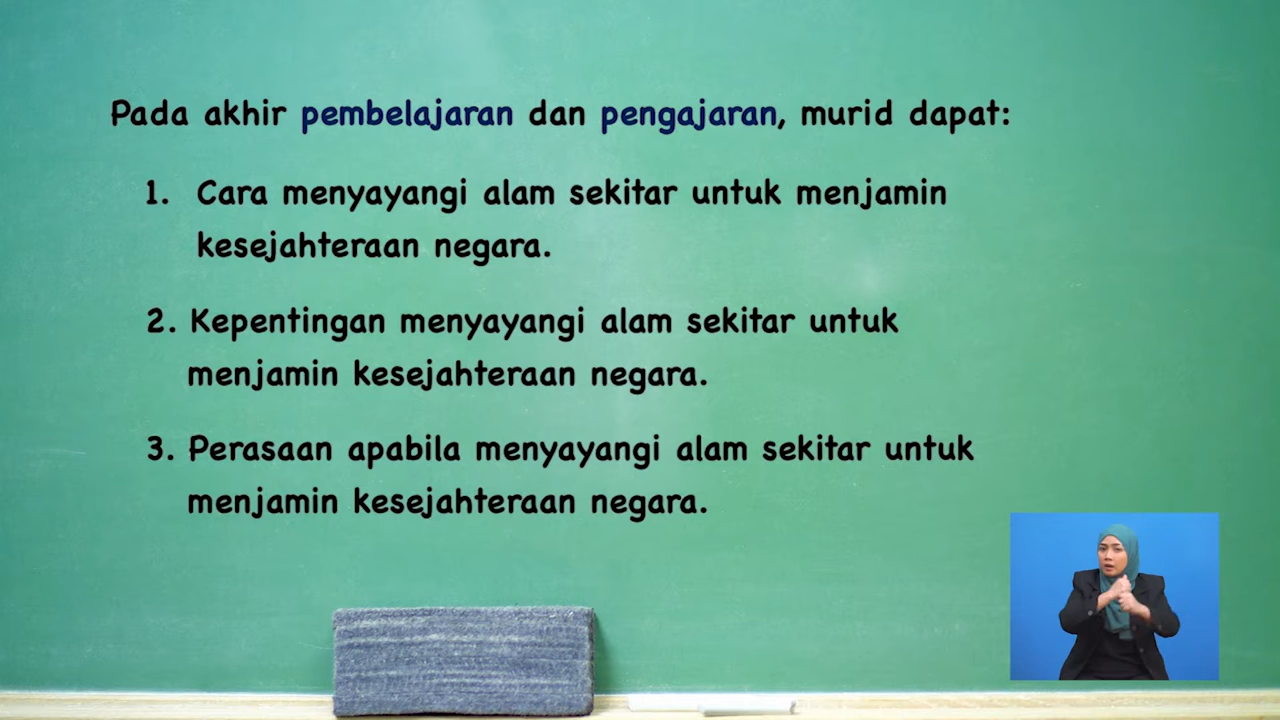 Pada akhir pembelajaran dan pengajaran, murid dapat:
1. Cara menyayangi alam sekitar untuk menjamin
kesejahteraan negara.
2. Kepentingan menyayangi alam sekitar untuk
menjamin kesejahteraan negara.
3. Perasaan apabila menyayangi alam sekitar untuk
menjamin kesejahteraan negara.